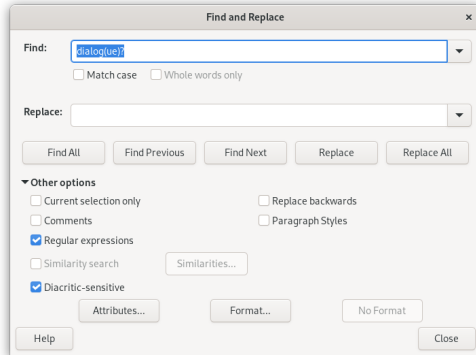 Find and Replace ×
Find: dialog(ue)?
Match case Whole words only
Replace:
Find All Find Previous Find Next Replace Replace All
Other options
Current selection only Replace backwards
Comments Paragraph Styles
Regular expressions
Similarity search Similarities...
Diacritic-sensitive
Attributes... Format... No Format
Help Close